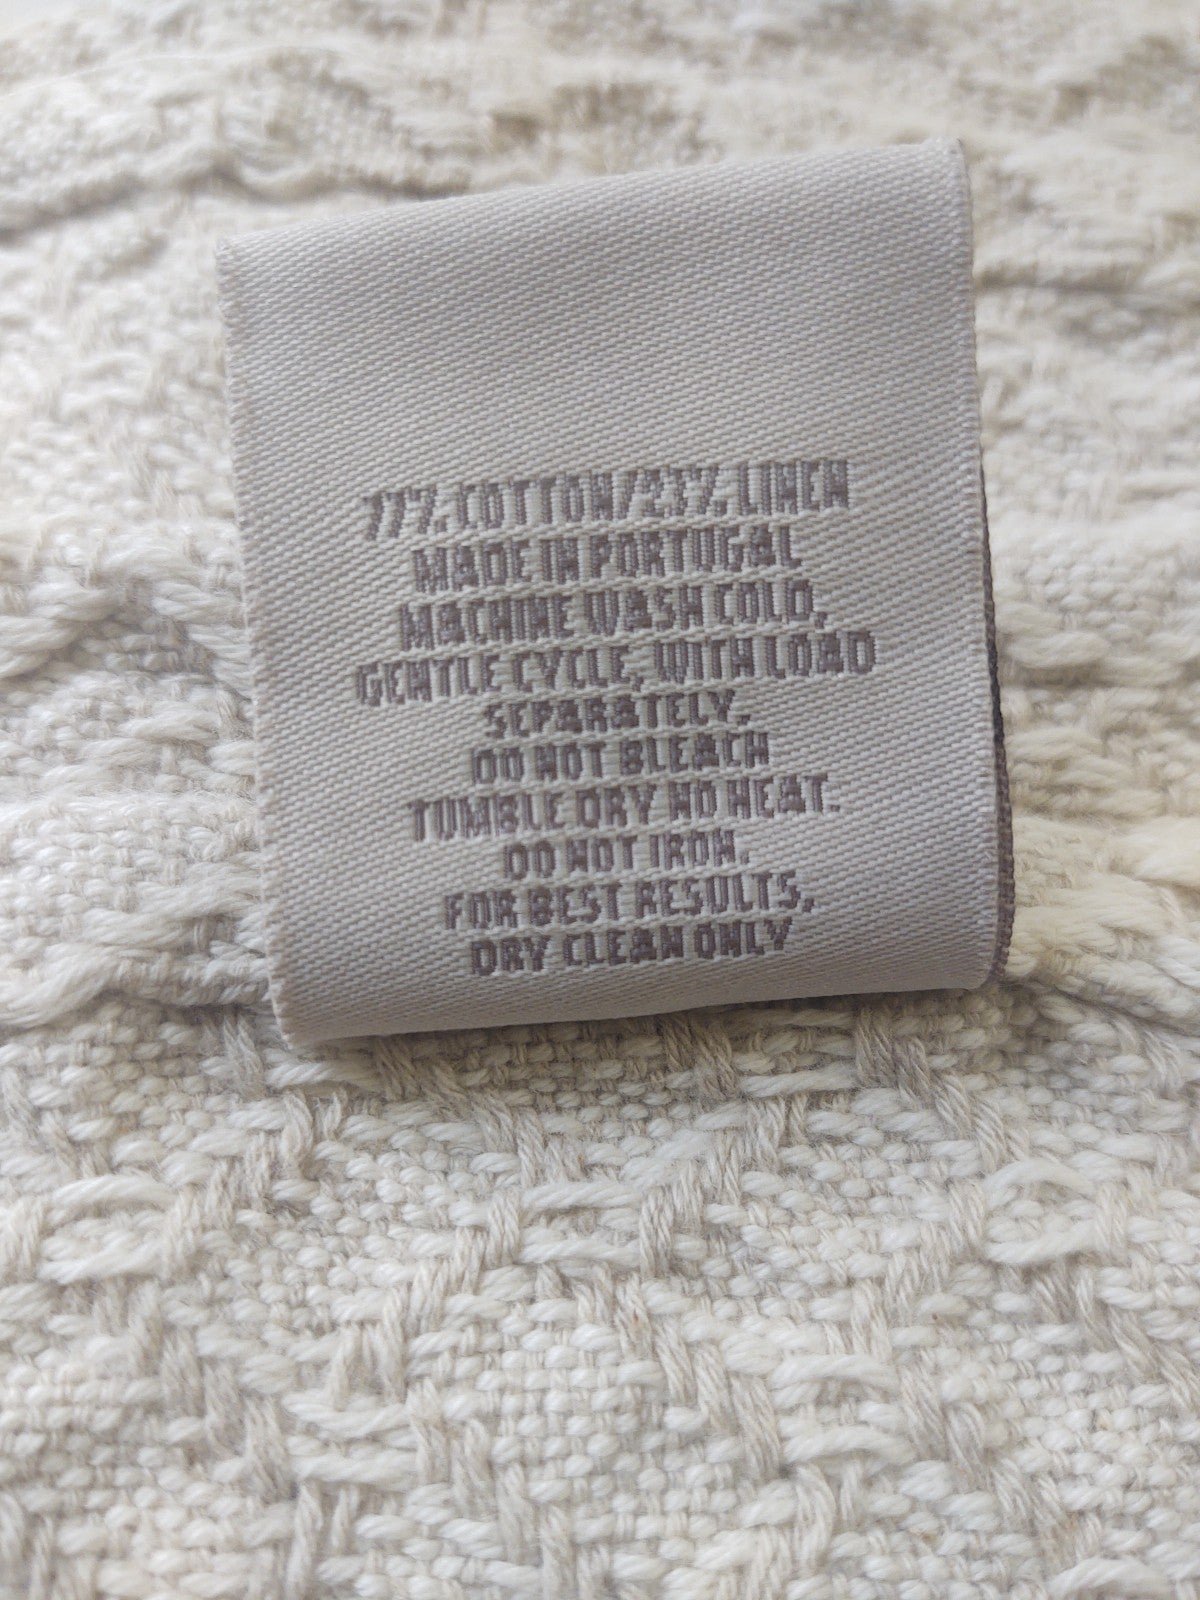 77% COTTON/23% LINEN
MADE IN PORTUGAL
MACHINE WASH COLD,
GENTLE CYCLE, WITH LOAD
SEPARATELY.
DO NOT BLEACH
TUMBLE DRY NO HEAT.
DO NOT IRON.
FOR BEST RESULTS,
DRY CLEAN ONLY